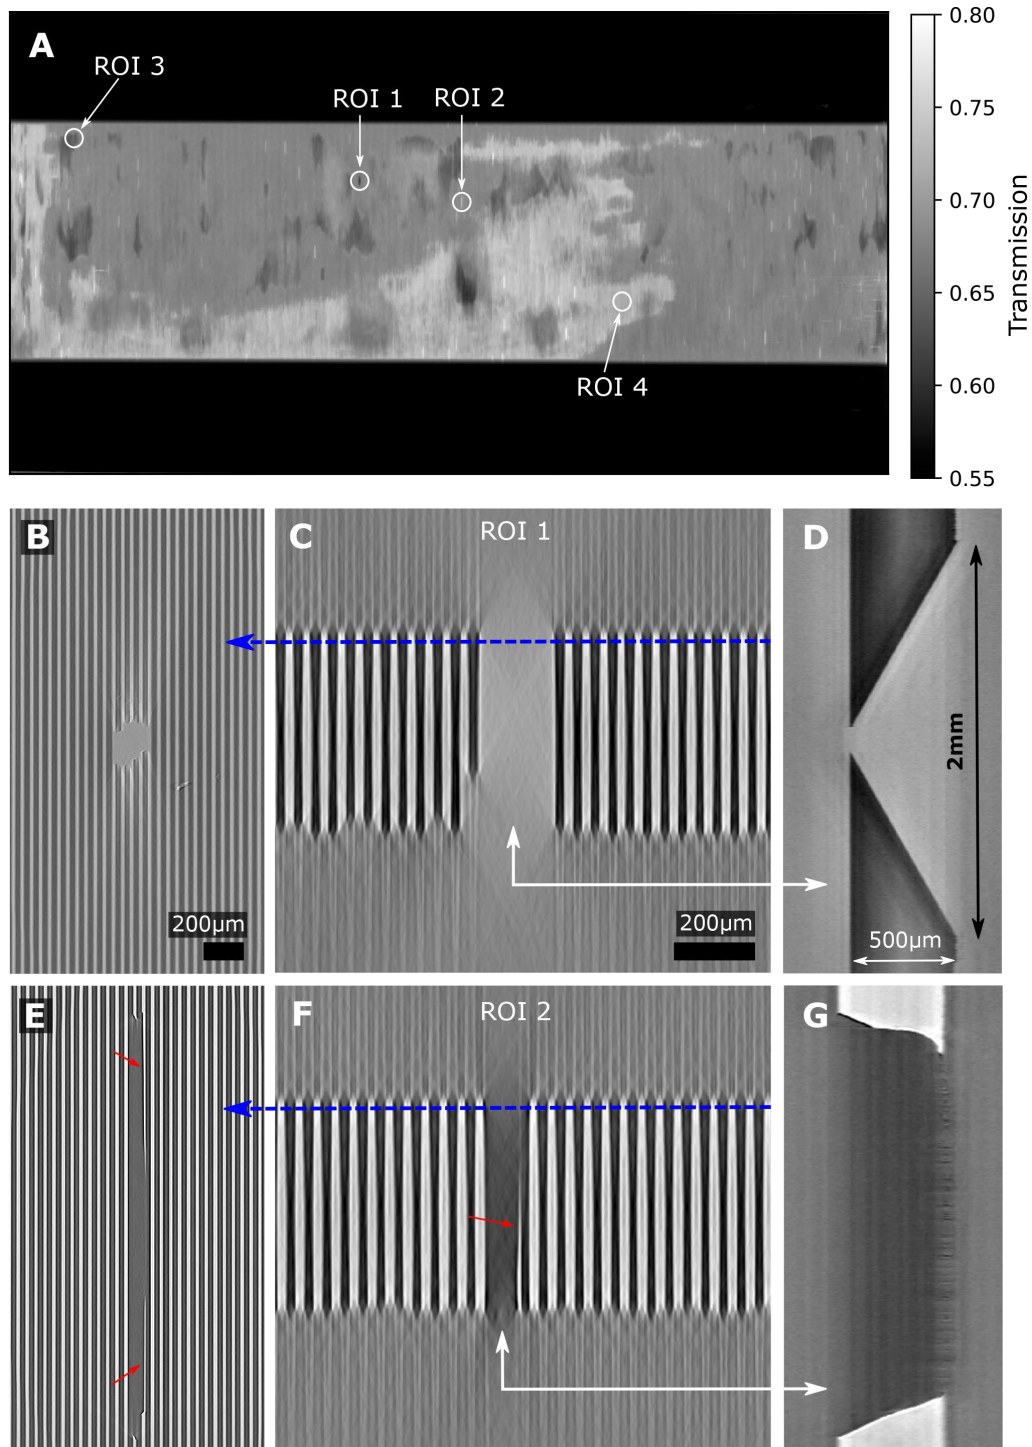 A
ROI 3
ROI 1
ROI 2
ROI 4
0.80
0.75
0.70
0.65
0.60
0.55
Transmission
B
200μm
C
ROI 1
200μm
D
2mm
500μm
E
F
ROI 2
G